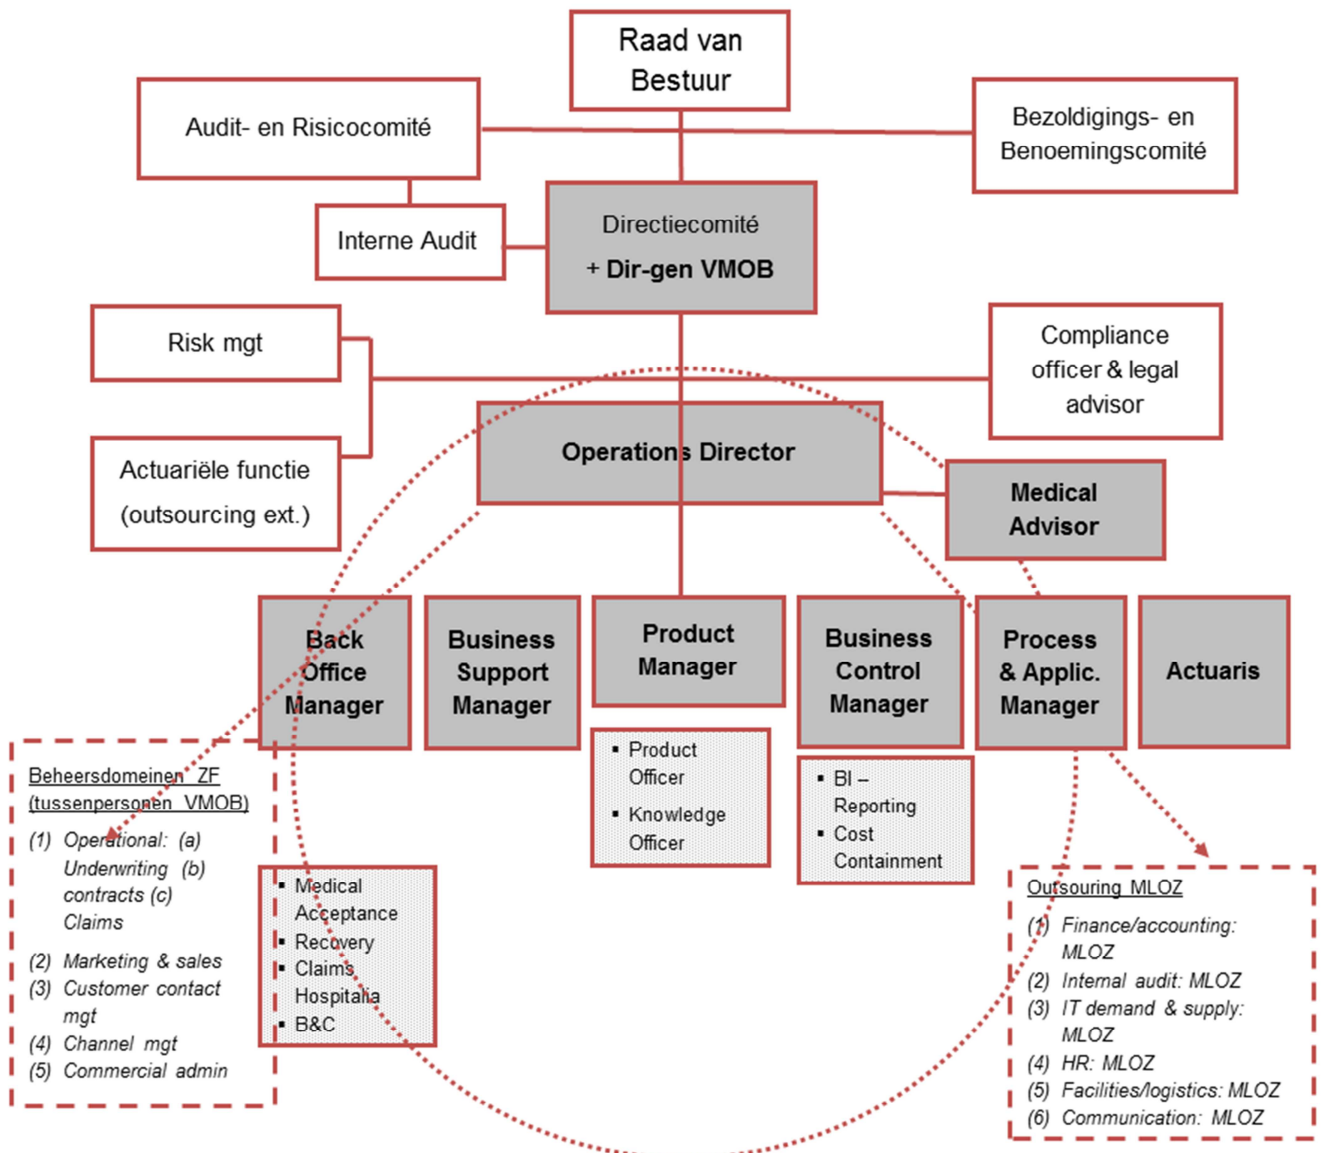 Raad van
Bestuur
Audit- en Risicocomité
Bezoldigings- en
Benoemingscomité
Interne Audit
Directiecomité
+ Dir-gen VMOB
Risk mgt
Compliance
officer & legal
advisor
Actuariële functie
(outsourcing ext.)
Operations Director
Medical
Advisor
Back
Office
Manager
Business
Support
Manager
Product
Manager
Business
Control
Manager
Process
& Applic.
Manager
Actuaris
▪ Product
Officer
▪ Knowledge
Officer
▪ BI –
Reporting
▪ Cost
Containment
Beheersdomeinen ZF
(tussenpersonen VMOB)
(1) Operational: (a)
Underwriting (b)
contracts (c)
Claims
(2) Marketing & sales
(3) Customer contact
mgt
(4) Channel mgt
(5) Commercial admin
▪ Medical
Acceptance
▪ Recovery
▪ Claims
Hospitalia
▪ B&C
Outsouring MLOZ
(1) Finance/accounting:
MLOZ
(2) Internal audit: MLOZ
(3) IT demand & supply:
MLOZ
(4) HR: MLOZ
(5) Facilities/logistics: MLOZ
(6) Communication: MLOZ